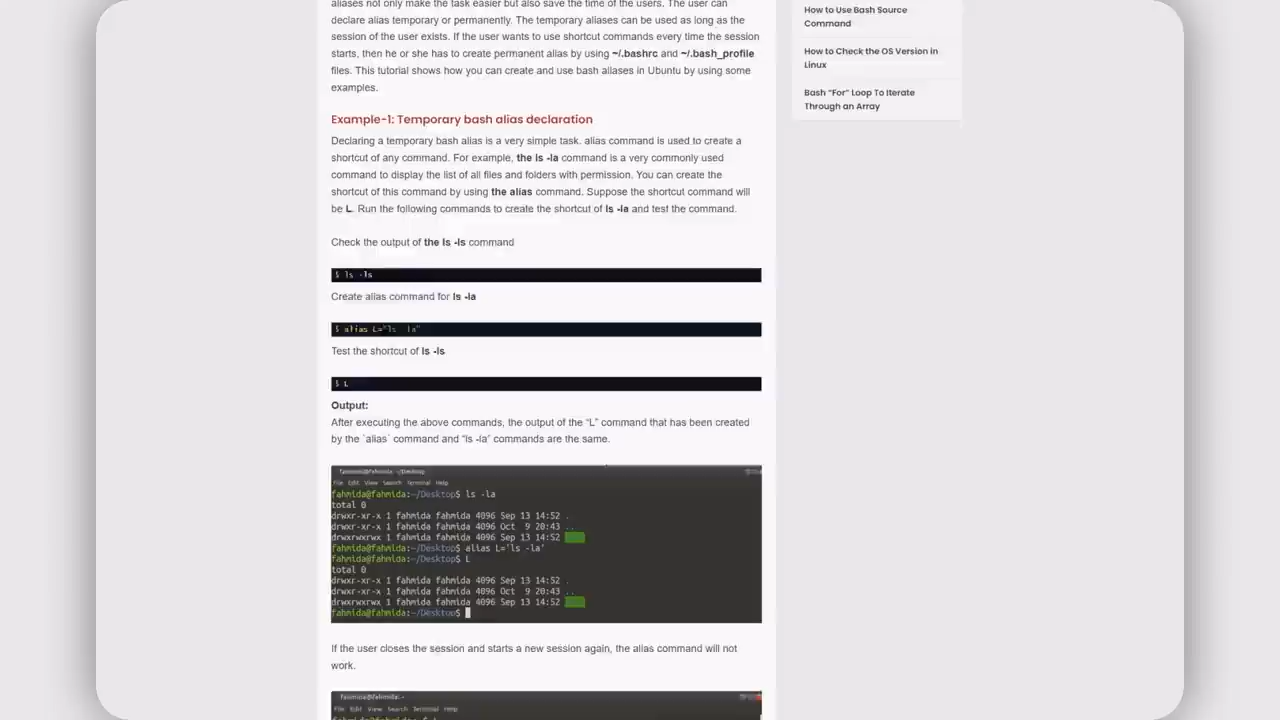 aliases not only make the task easier but also save the time of the users. The user can
declare alias temporary or permanently. The temporary aliases can be used as long as the
session of the user exists. If the user wants to use shortcut commands every time the session
starts, then he or she has to create permanent alias by using ~/.bashrc and ~/.bash_profile
files. This tutorial shows how you can create and use bash aliases in Ubuntu by using some
examples.
Example-1: Temporary bash alias declaration
Declaring a temporary bash alias is a very simple task. alias command is used to create a
shortcut of any command. For example, the ls -la command is a very commonly used
command to display the list of all files and folders with permission. You can create the
shortcut of this command by using the alias command. Suppose the shortcut command will
be L. Run the following commands to create the shortcut of ls -la and test the command.
Check the output of the ls -ls command
$ ls -ls
Create alias command for ls -la
$ alias L="ls -la"
Test the shortcut of ls -ls
$ L
Output:
After executing the above commands, the output of the “L” command that has been created
by the `alias` command and “ls -la” commands are the same.
fahmida@fahmida: ~/Desktop
File Edit View Search Terminal Help
fahmida@fahmida:~/Desktop$ ls -la
total 0
drwxr-xr-x 1 fahmida fahmida 4096 Sep 13 14:52 .
drwxr-xr-x 1 fahmida fahmida 4096 Oct  9 20:43 ..
drwxrwxrwx 1 fahmida fahmida 4096 Sep 13 14:52
fahmida@fahmida:~/Desktop$ alias L='ls -la'
fahmida@fahmida:~/Desktop$ L
total 0
drwxr-xr-x 1 fahmida fahmida 4096 Sep 13 14:52 .
drwxr-xr-x 1 fahmida fahmida 4096 Oct  9 20:43 ..
drwxrwxrwx 1 fahmida fahmida 4096 Sep 13 14:52
fahmida@fahmida:~/Desktop$
If the user closes the session and starts a new session again, the alias command will not
work.
fahmida@fahmida: ~
File Edit View Search Terminal Help
How to Use Bash Source
Command
How to Check the OS Version in
Linux
Bash “For” Loop To Iterate
Through an Array